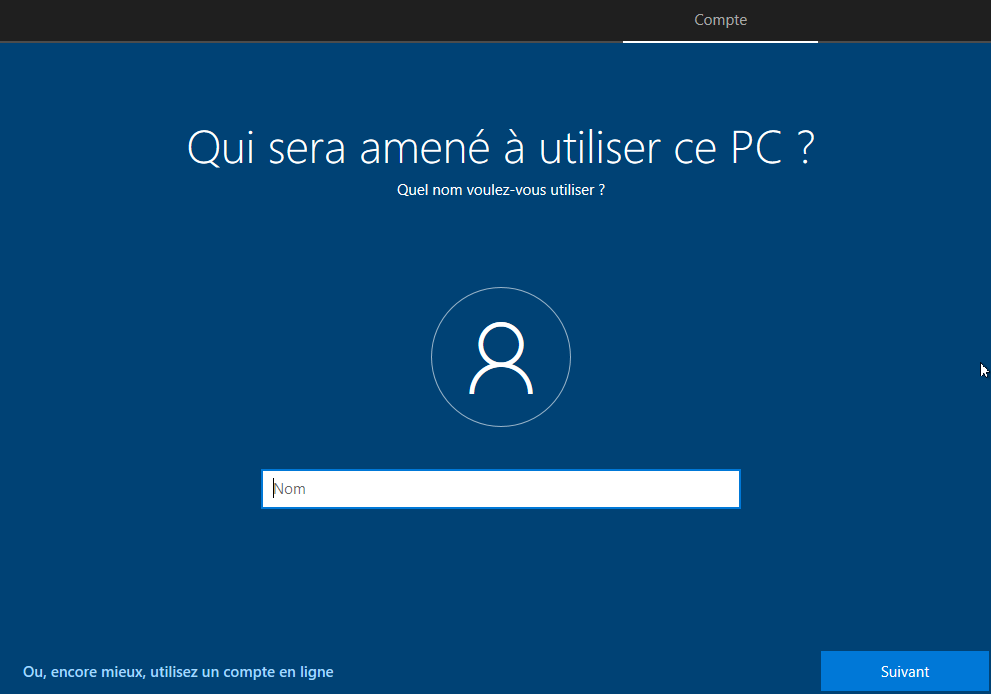 Compte
Qui sera amené à utiliser ce PC ?
Quel nom voulez-vous utiliser ?
Nom
Ou, encore mieux, utilisez un compte en ligne
Suivant